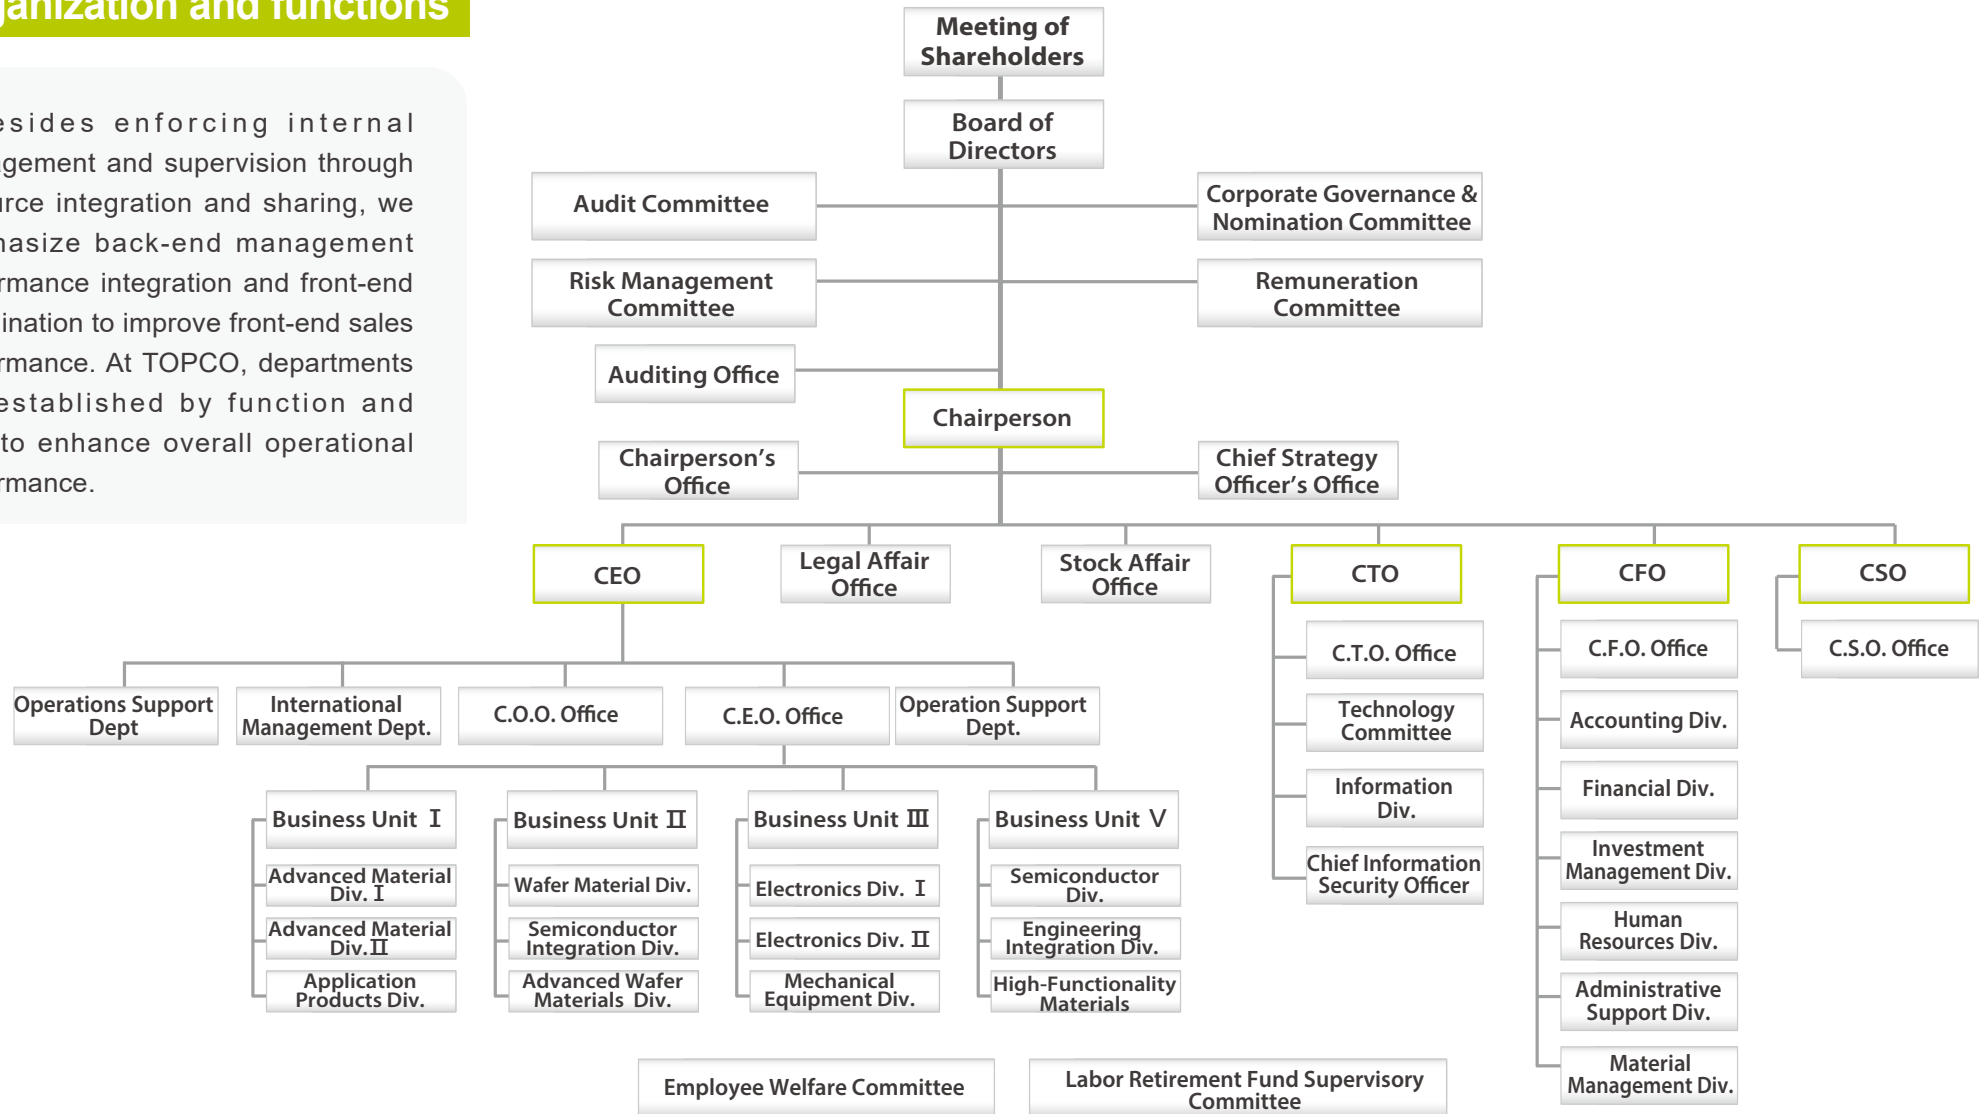 ganization and functions
esides enforcing internal
agement and supervision through
urce integration and sharing, we
hasize back-end management
ormance integration and front-end
ination to improve front-end sales
ormance. At TOPCO, departments
established by function and
to enhance overall operational
ormance.
Meeting of
Shareholders
Board of
Directors
Audit Committee
Corporate Governance &
Nomination Committee
Risk Management
Committee
Remuneration
Committee
Auditing Office
Chairperson
Chairperson's
Office
Chief Strategy
Officer's Office
CEO
Legal Affair
Office
Stock Affair
Office
CTO
CFO
CSO
Operations Support
Dept
International
Management Dept.
C.O.O. Office
C.E.O. Office
Operation Support
Dept.
Business Unit Ⅰ
Advanced Material
Div. Ⅰ
Advanced Material
Div.Ⅱ
Application
Products Div.
Business Unit Ⅱ
Wafer Material Div.
Semiconductor
Integration Div.
Advanced Wafer
Materials Div.
Business Unit Ⅲ
Electronics Div. Ⅰ
Electronics Div. Ⅱ
Mechanical
Equipment Div.
Business Unit Ⅴ
Semiconductor
Div.
Engineering
Integration Div.
High-Functionality
Materials
C.T.O. Office
Technology
Committee
Information
Div.
Chief Information
Security Officer
C.F.O. Office
Accounting Div.
Financial Div.
Investment
Management Div.
Human
Resources Div.
Administrative
Support Div.
Material
Management Div.
C.S.O. Office
Employee Welfare Committee
Labor Retirement Fund Supervisory
Committee